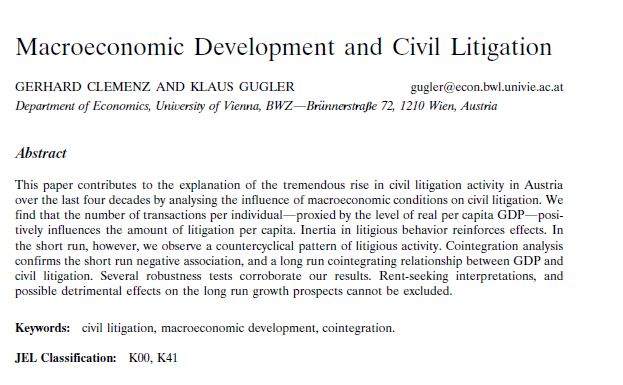 Macroeconomic Development and Civil Litigation
GERHARD CLEMENZ AND KLAUS GUGLER gugler@econ.bwl.univie.ac.at
Department of Economics, University of Vienna, BWZ—Brünnerstraße 72, 1210 Wien, Austria
Abstract
This paper contributes to the explanation of the tremendous rise in civil litigation activity in Austria
over the last four decades by analysing the influence of macroeconomic conditions on civil litigation. We
find that the number of transactions per individual—proxied by the level of real per capita GDP—posi-
tively influences the amount of litigation per capita. Inertia in litigious behavior reinforces effects. In
the short run, however, we observe a countercyclical pattern of litigious activity. Cointegration analysis
confirms the short run negative association, and a long run cointegrating relationship between GDP and
civil litigation. Several robustness tests corroborate our results. Rent-seeking interpretations, and
possible detrimental effects on the long run growth prospects cannot be excluded.
Keywords: civil litigation, macroeconomic development, cointegration.
JEL Classification: K00, K41